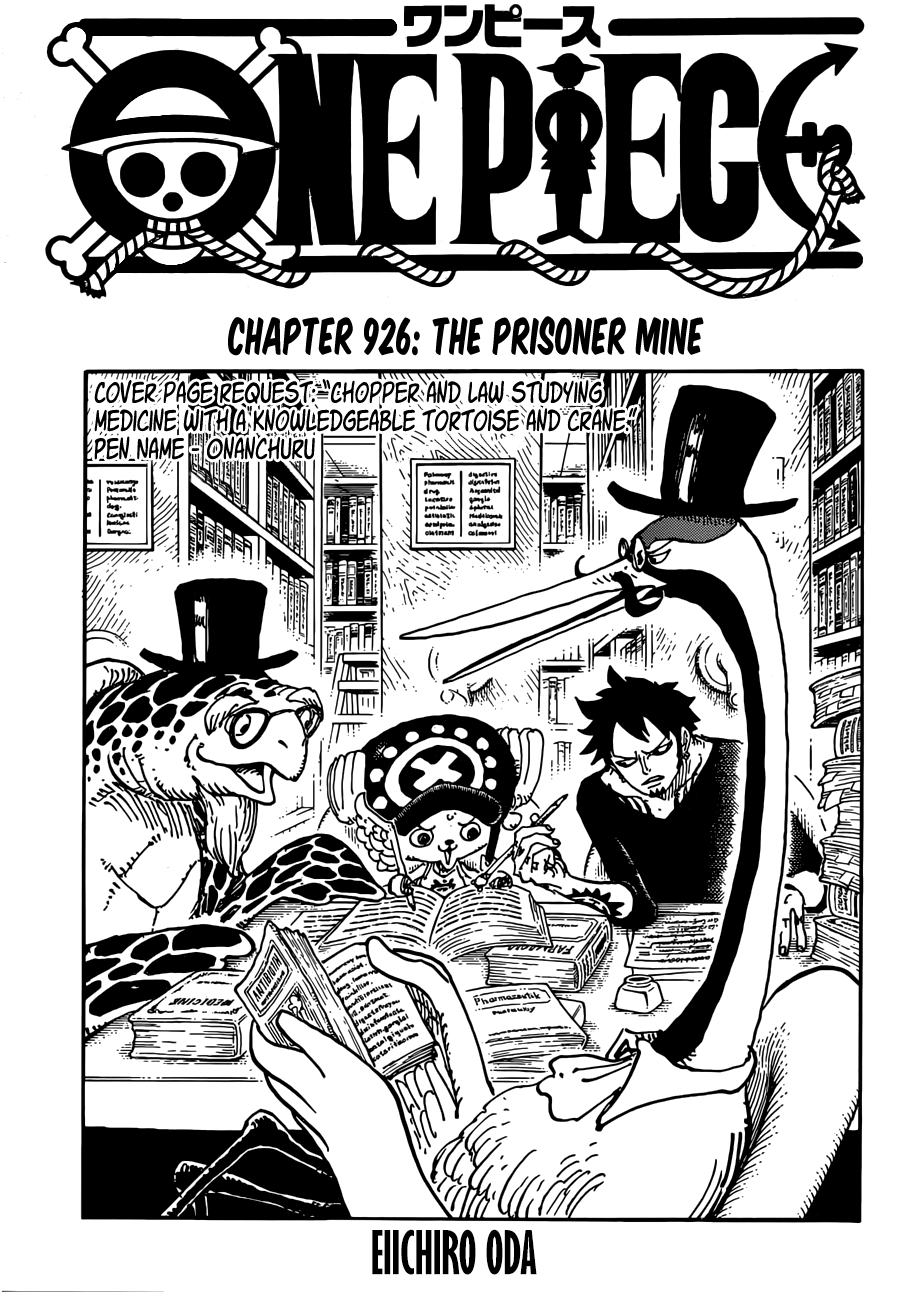 ワンピース
ONE PIECE
CHAPTER 926: THE PRISONER MINE
COVER PAGE REQUEST: "CHOPPER AND LAW STUDYING
MEDICINE WITH A KNOWLEDGEABLE TORTOISE AND CRANE."
PEN NAME - ONANCHURU
MEDICINE
ANTIDOTE
Pharmazeutik
EIICHIRO ODA